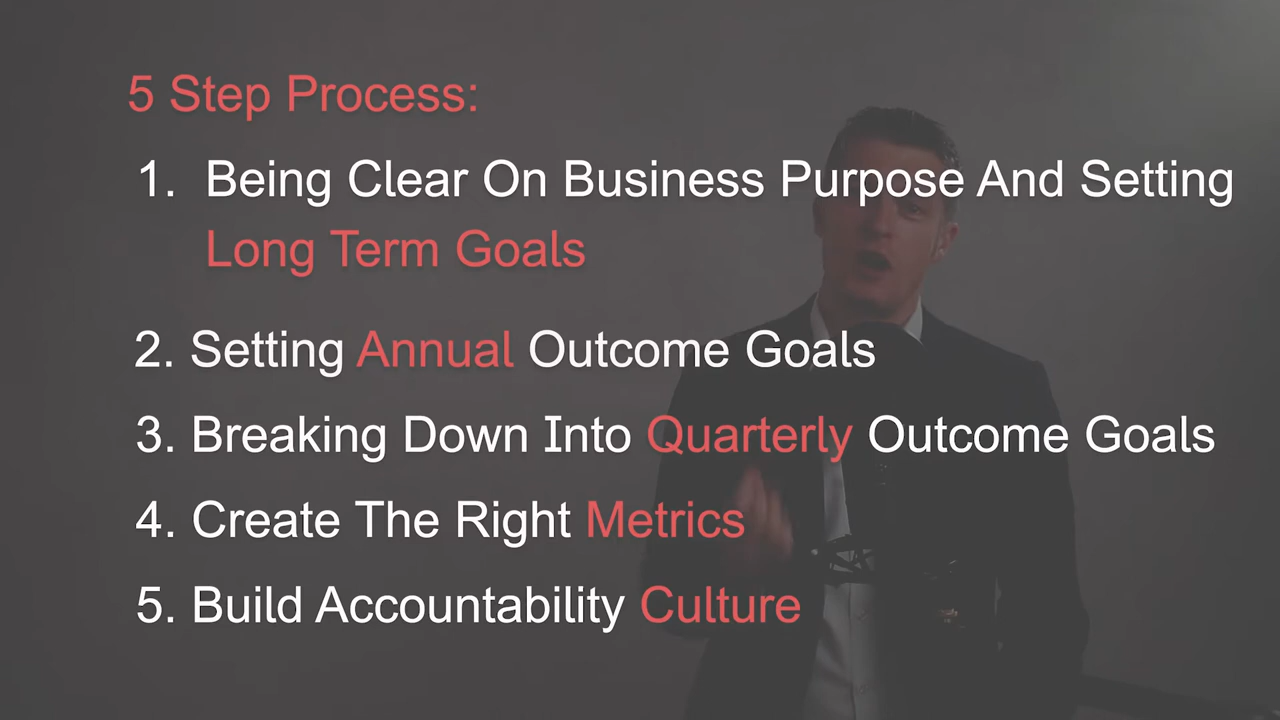 5 Step Process:
1. Being Clear On Business Purpose And Setting
Long Term Goals
2. Setting Annual Outcome Goals
3. Breaking Down Into Quarterly Outcome Goals
4. Create The Right Metrics
5. Build Accountability Culture